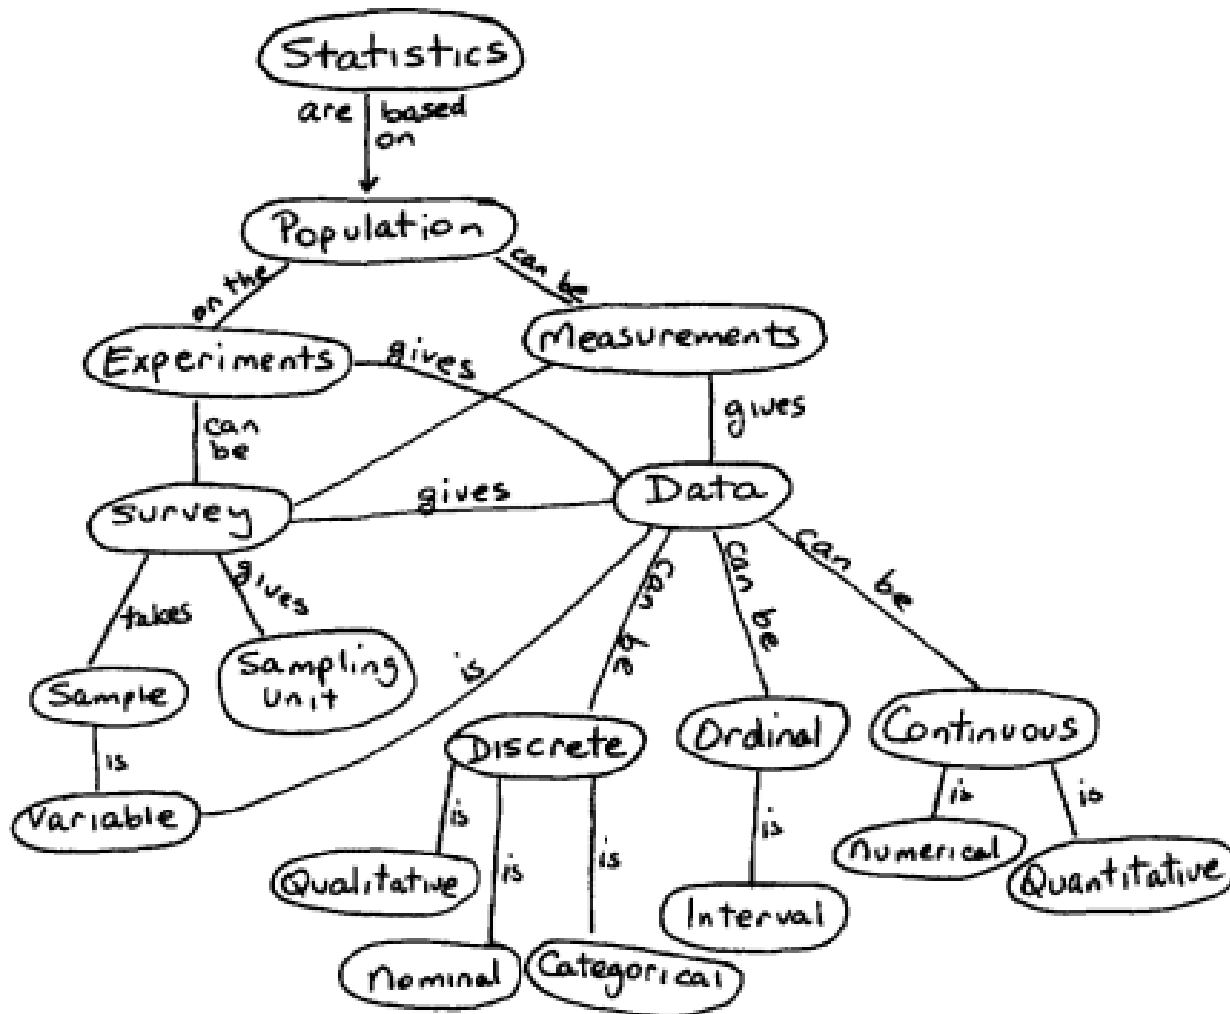 Statistics
are based
on
Population
on the
can be
Experiments
gives
Measurements
can
be
gives
Survey
gives
Data
takes
gives
is
can be
can be
can be
Sample
Sampling
Unit
is
Variable
Discrete
Ordinal
Continuous
is
is
is
is
is
is
Qualitative
Nominal
Categorical
Interval
Numerical
Quantitative